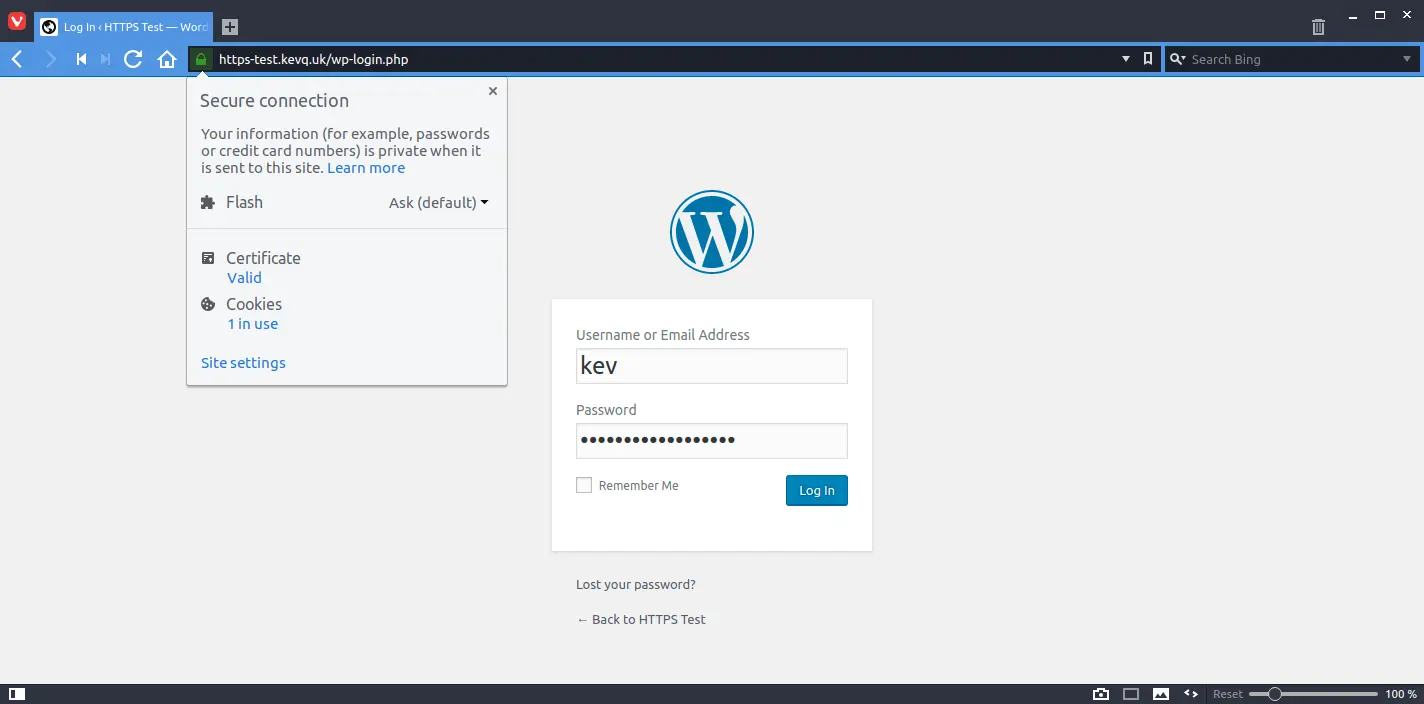 Log In ‹ HTTPS Test — Word
https-test.kevq.uk/wp-login.php
Search Bing
Secure connection
Your information (for example, passwords
or credit card numbers) is private when it
is sent to this site. Learn more
Flash Ask (default)
Certificate
Valid
Cookies
1 in use
Site settings
Username or Email Address
kev
Password
••••••••••••••••••
Remember Me
Log In
Lost your password?
← Back to HTTPS Test
Reset 100 %